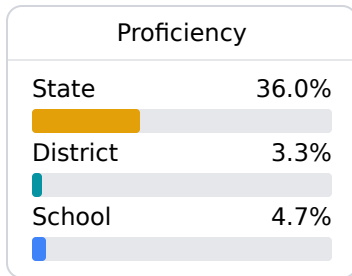 Proficiency
State 36.0%
District 3.3%
School 4.7%